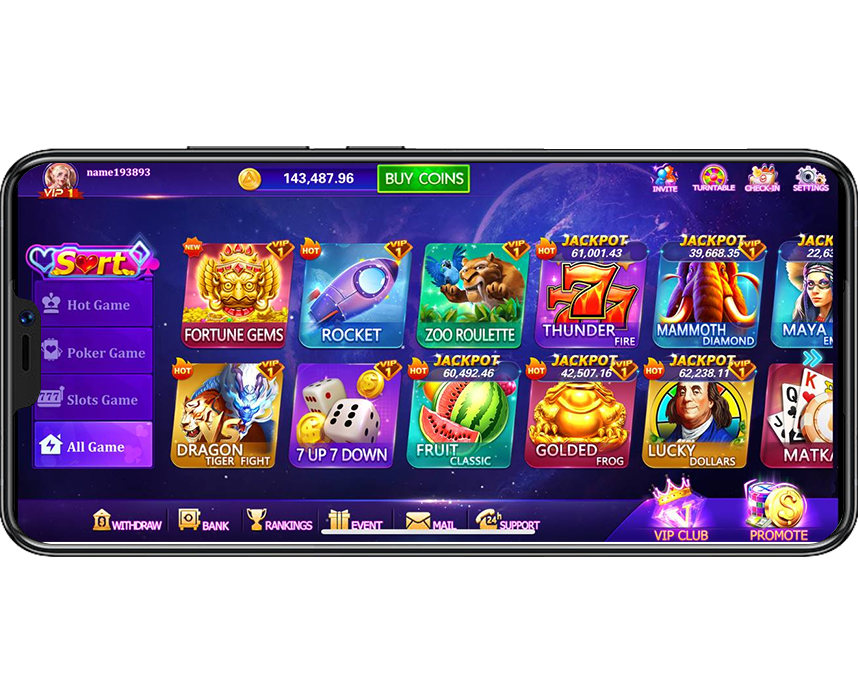 name193893
VIP 1
143,487.96
BUY COINS
INVITE
TURNTABLE
CHECK-IN
SETTINGS
Sort
Hot Game
Poker Game
777
Slots Game
All Game
NEW
VIP
1
FORTUNE GEMS
HOT
VIP
1
ROCKET
VIP
1
ZOO ROULETTE
HOT
JACKPOT
61,001.43
777
THUNDER
FIRE
JACKPOT
39,668.35
VIP
1
MAMMOTH
DIAMOND
JACK
22,63
MAYA
EM
HOT
VIP
1
VS
DRAGON
TIGER FIGHT
VIP
1
7 UP 7 DOWN
HOT
JACKPOT
60,492.46
FRUIT
CLASSIC
HOT
JACKPOT
42,507.16
VIP
1
GOLDED
FROG
HOT
JACKPOT
62,238.11
VIP
1
LUCKY
DOLLARS
J
Q
K
MATKA
WITHDRAW
BANK
RANKINGS
EVENT
MAIL
24h
SUPPORT
V
VIP CLUB
$
PROMOTE